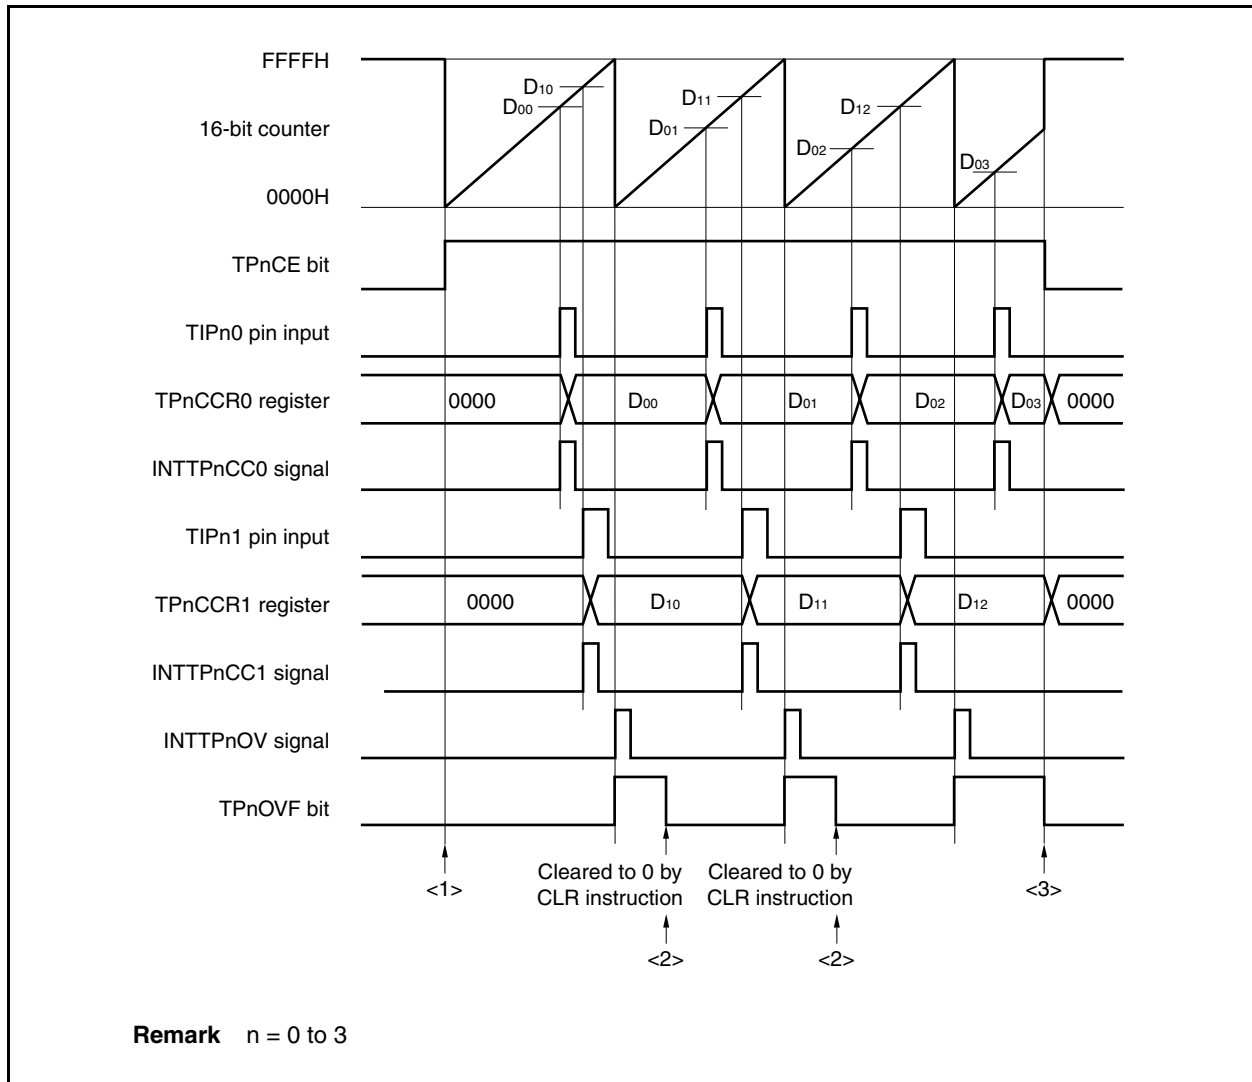 FFFFH
D10
D00
D11
D01
D12
D02
D03
16-bit counter
0000H
TPnCE bit
TIPn0 pin input
TPnCCR0 register
0000
D00
D01
D02
D03
0000
INTTPnCC0 signal
TIPn1 pin input
TPnCCR1 register
0000
D10
D11
D12
0000
INTTPnCC1 signal
INTTPnOV signal
TPnOVF bit
<1>
Cleared to 0 by
CLR instruction
<2>
Cleared to 0 by
CLR instruction
<2>
<3>
Remark n = 0 to 3